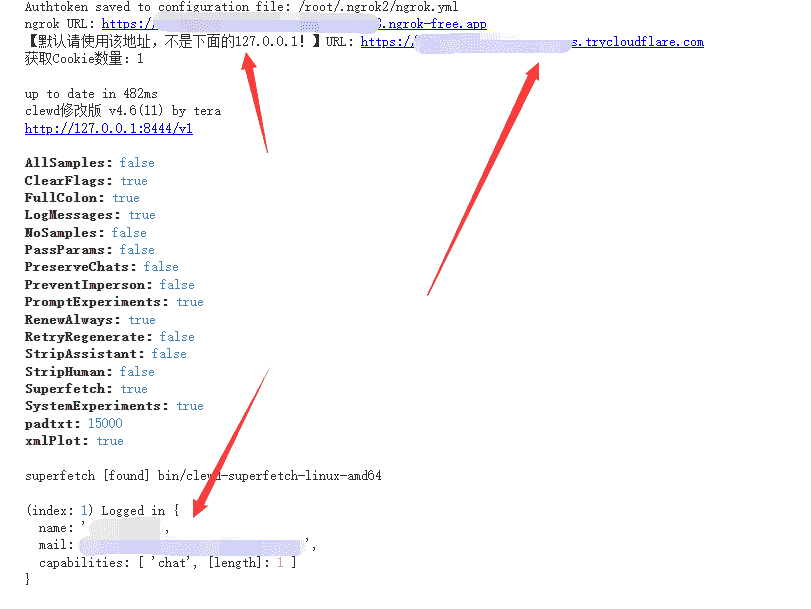 Authtoken saved to configuration file: /root/.ngrok2/ngrok.yml
ngrok URL: https:/ .ngrok-free.app
【默认请使用该地址, 不是下面的127.0.0.1! 】URL: https:/ s.trycloudflare.com
获取Cookie数量: 1
up to date in 482ms
clewd修改版 v4.6(11) by tera
http://127.0.0.1:8444/v1
AllSamples: false
ClearFlags: true
FullColon: true
LogMessages: true
NoSamples: false
PassParams: false
PreserveChats: false
PreventImperson: false
PromptExperiments: true
RenewAlways: true
RetryRegenerate: false
StripAssistant: false
StripHuman: false
Superfetch: true
SystemExperiments: true
padtxt: 15000
xmlPlot: true
superfetch [found] bin/clewd-superfetch-linux-amd64
(index: 1) Logged in {
name: ' ,
mail: ',
capabilities: [ 'chat', [length]: 1 ]
}